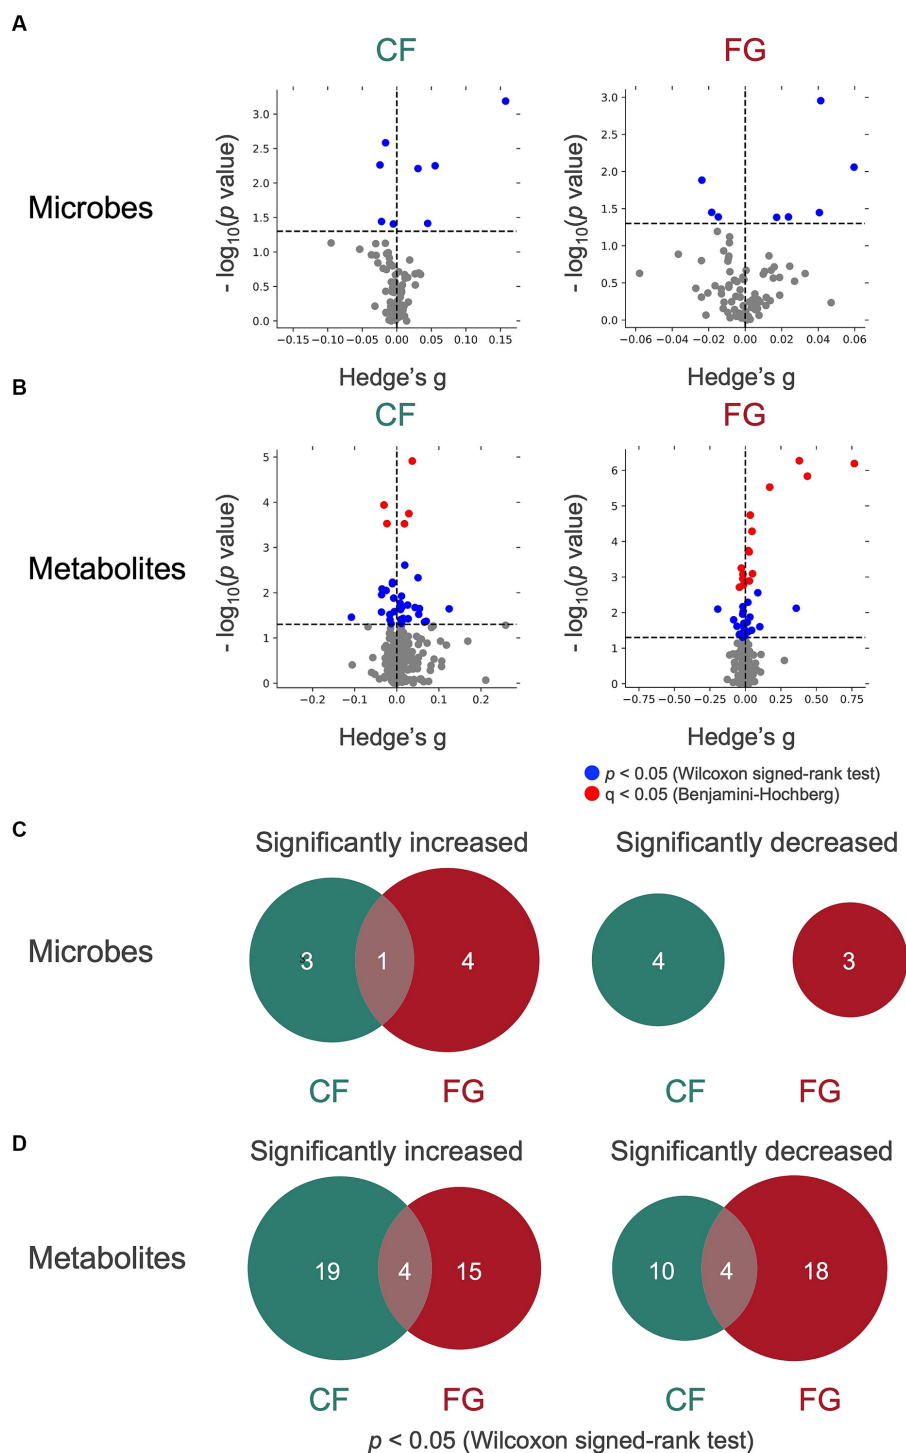 A
CF
FG
Microbes
- log10(p value)
3.0
2.5
2.0
1.5
1.0
0.5
0.0
−0.15 −0.10 −0.05 0.00 0.05 0.10 0.15
Hedge's g
- log10(p value)
3.0
2.5
2.0
1.5
1.0
0.5
0.0
−0.06 −0.04 −0.02 0.00 0.02 0.04 0.06
Hedge's g
B
CF
FG
Metabolites
- log10(p value)
5
4
3
2
1
0
−0.2 −0.1 0.0 0.1 0.2
Hedge's g
- log10(p value)
6
5
4
3
2
1
0
−0.75 −0.50 −0.25 0.00 0.25 0.50 0.75
Hedge's g
p < 0.05 (Wilcoxon signed-rank test)
q < 0.05 (Benjamini-Hochberg)
C
Significantly increased
Significantly decreased
Microbes
3 1 4
4 3
CF FG
CF FG
D
Significantly increased
Significantly decreased
Metabolites
19 4 15
10 4 18
CF FG
CF FG
p < 0.05 (Wilcoxon signed-rank test)